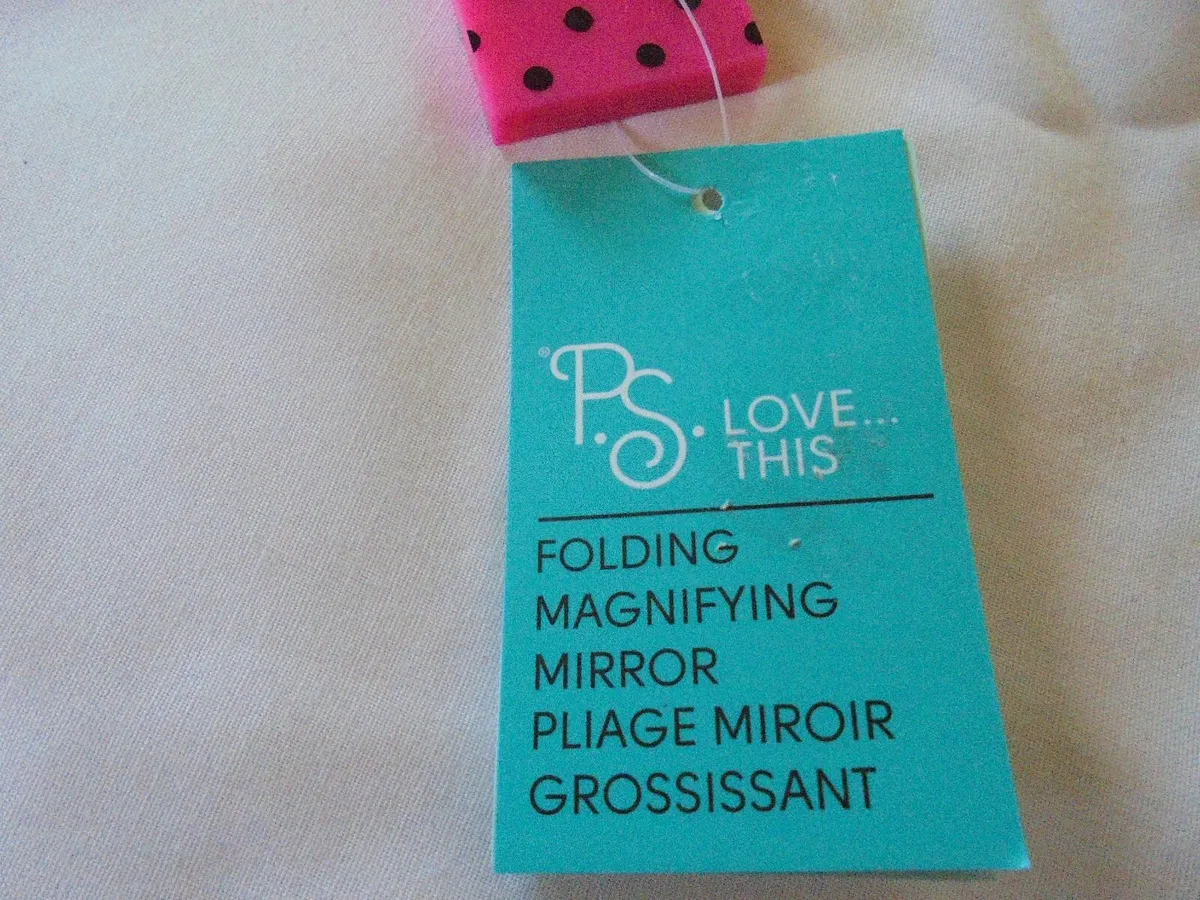 ® P.S. LOVE...
THIS
FOLDING
MAGNIFYING
MIRROR
PLIAGE MIROIR
GROSSISSANT